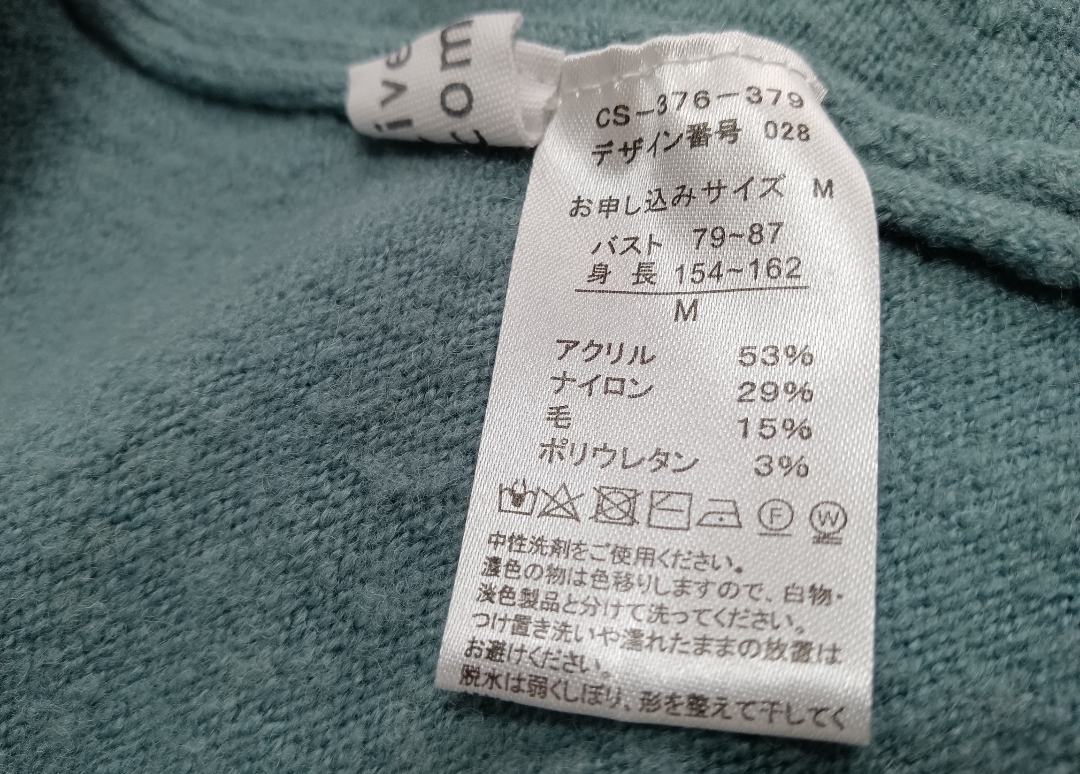 ive
com
CS-376-379
デザイン番号 028
お申し込みサイズ M
バスト 79~87
身 長 154~162
M
アクリル 53%
ナイロン 29%
毛 15%
ポリウレタン 3%
F W
中性洗剤をご使用ください。
濃色の物は色移りしますので、白物・
淡色製品と分けて洗ってください。
つけ置き洗いや濡れたままの放置は
お避けください。
脱水は弱くしぼり、形を整えて干してく